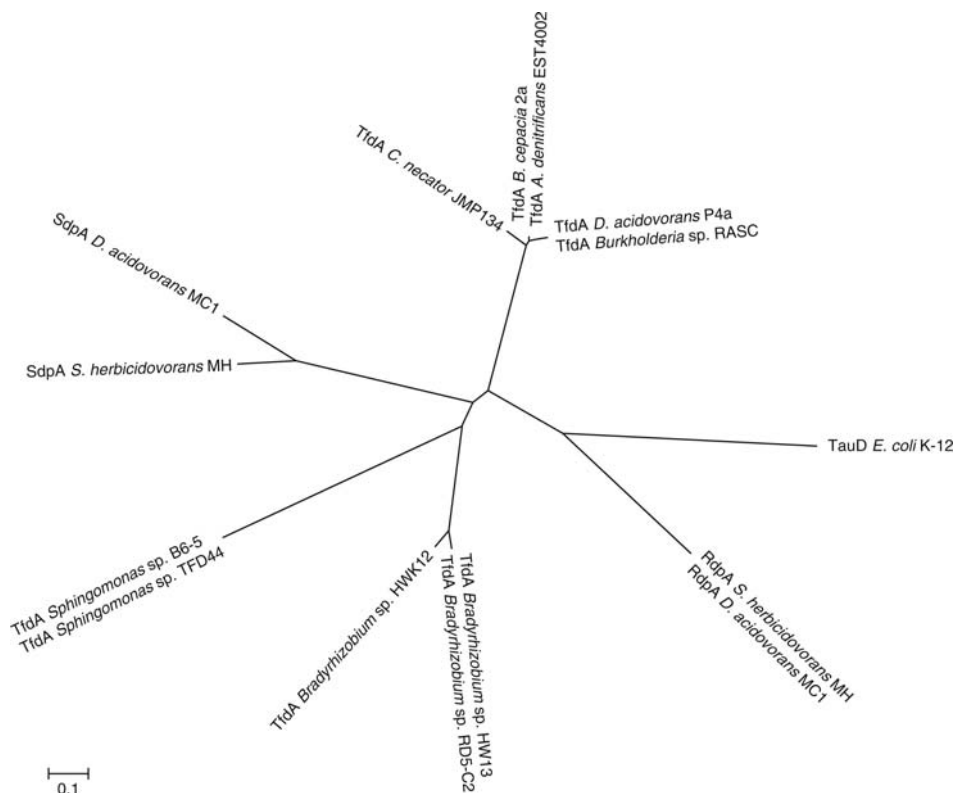 TfdA B. cepacia 2a
TfdA A. denitrificans EST4002
TfdA C. necator JMP134
TfdA D. acidovorans P4a
TfdA Burkholderia sp. RASC
SdpA D. acidovorans MC1
SdpA S. herbicidovorans MH
TauD E. coli K-12
TfdA Sphingomonas sp. B6-5
TfdA Sphingomonas sp. TFD44
TfdA Bradyrhizobium sp. HWK12
TfdA Bradyrhizobium sp. HW13
TfdA Bradyrhizobium sp. RD5-C2
RdpA S. herbicidovorans MH
RdpA D. acidovorans MC1
0.1